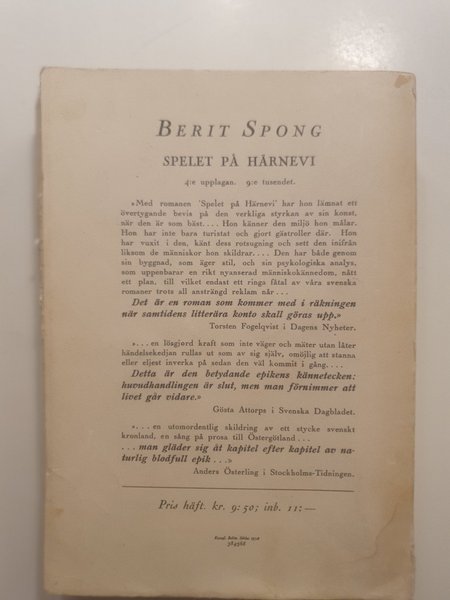 BERIT SPONG
SPELET PÅ HÅRNEVI
4:e upplagan. 9:e tusendet.
»Med romanen 'Spelet på Härnevi' har hon lämnat ett
övertygande bevis på den verkliga styrkan av sin konst,
när den är som bäst.... Hon känner den miljö hon målar.
Hon har inte bara turistat och gjort gästroller där. Hon
har vuxit i den, känt dess rotsugning och sett den inifrån
liksom de människor hon skildrar.... Den har både genom
sin byggnad, som äger stil, och sin psykologiska analys,
som uppenbarar en rikt nyanserad människokännedom, nått
ett plan, till vilket endast ett ringa fåtal av våra svenska
romaner trots all ansträngd reklam når...
Det är en roman som kommer med i räkningen
när samtidens litterära konto skall göras upp.»
Torsten Fogelqvist i Dagens Nyheter.
»... en lösgjord kraft som inte väger och mäter utan låter
händelsekedjan rullas ut som av sig själv, omöjlig att stanna
eller eljest inverka på sedan den väl kommit i gång....
Detta är den betydande epikens kännetecken:
huvudhandlingen är slut, men man förnimmer att
livet går vidare.»
Gösta Attorps i Svenska Dagbladet.
»... en utomordentlig skildring av ett stycke svenskt
kronland, en sång på prosa till Östergötland...
... man gläder sig åt kapitel efter kapitel av na-
turlig blodfull epik ...»
Anders Österling i Stockholms-Tidningen.
Pris häft. kr. 9: 50; inb. 11:—